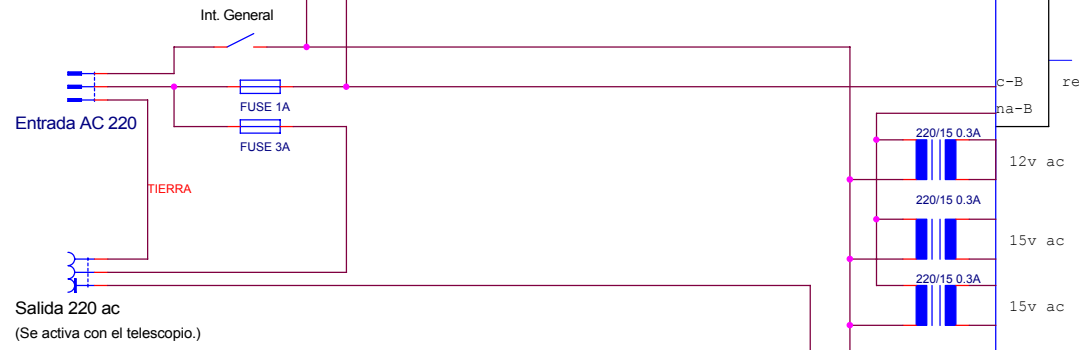 Int. General
c-B
re
FUSE 1A
na-B
Entrada AC 220
220/15 0.3A
FUSE 3A
12v ac
TIERRA
220/15 0.3A
15v ac
220/15 0.3A
Salida 220 ac
15v ac
(Se activa con el telescopio.)